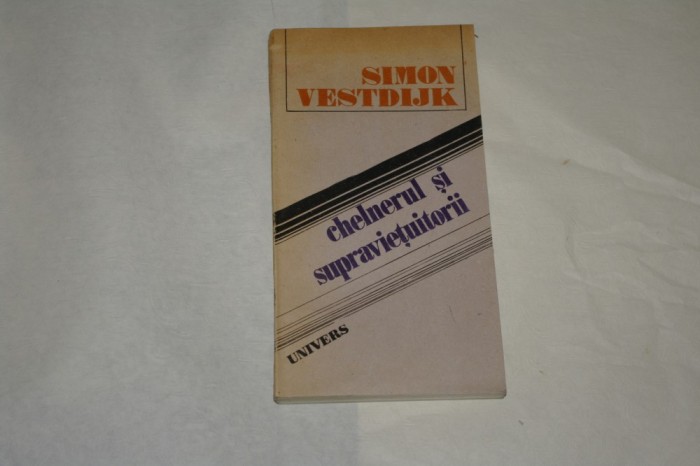 SIMON
VESTDIJK
chelnerul și
supraviețuitorii
UNIVERS